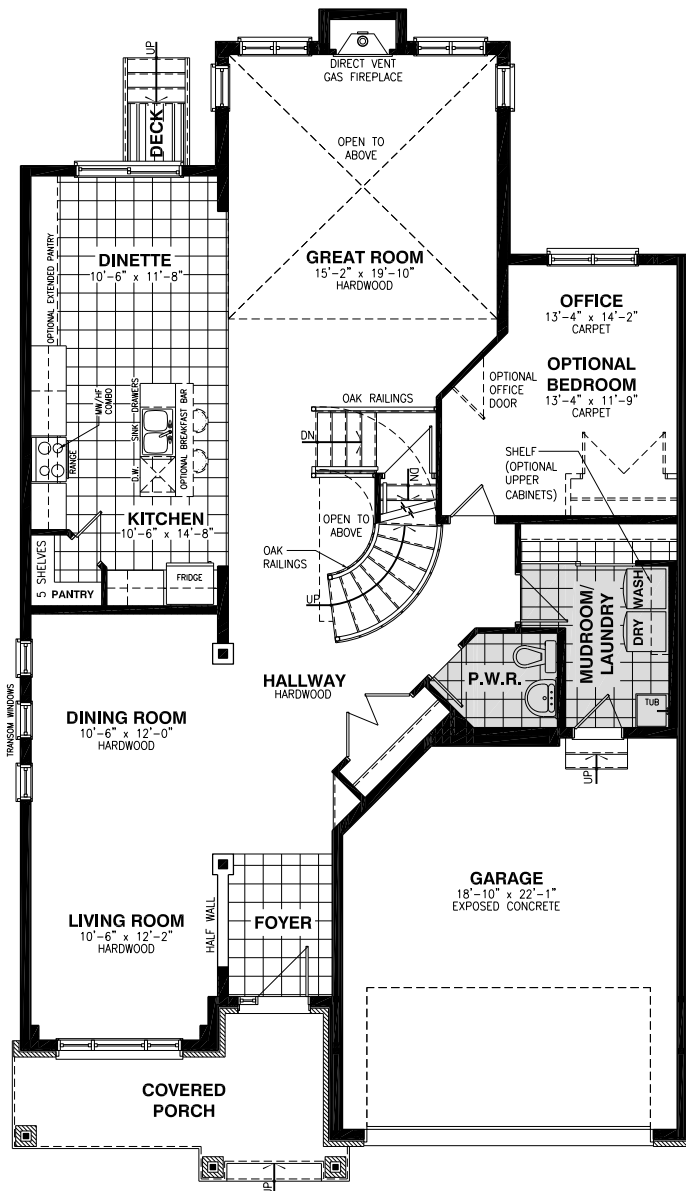 DIRECT VENT
GAS FIREPLACE
UP
DECK
OPEN TO
ABOVE
OPTIONAL EXTENDED PANTRY
DINETTE
10'-6" x 11'-8"
GREAT ROOM
15'-2" x 19'-10"
HARDWOOD
OFFICE
13'-4" x 14'-2"
CARPET
OPTIONAL
BEDROOM
13'-4" x 11'-9"
CARPET
OPTIONAL
OFFICE
DOOR
MW/HF
COMBO
RANGE
SINK DRAWERS
D.W.
OPTIONAL BREAKFAST BAR
OAK RAILINGS
DN
DN
SHELF
(OPTIONAL
UPPER
CABINETS)
KITCHEN
10'-6" x 14'-8"
OPEN TO
ABOVE
OAK
RAILINGS
UP
5 SHELVES
PANTRY
FRIDGE
MUDROOM/
LAUNDRY
WASH
DRY
TUB
P.W.R.
HALLWAY
HARDWOOD
TRANSOM WINDOWS
DINING ROOM
10'-6" x 12'-0"
HARDWOOD
UP
GARAGE
18'-10" x 22'-1"
EXPOSED CONCRETE
LIVING ROOM
10'-6" x 12'-2"
HARDWOOD
HALF WALL
FOYER
COVERED
PORCH
UP